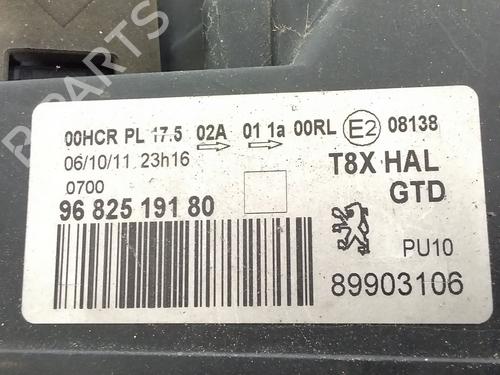 00HCR PL 17.5 02A 01 1a 00RL E2 08138
06/10/11 23h16
0700
T8X HAL
GTD
96 825 191 80
PU10
89903106
B-PARTS